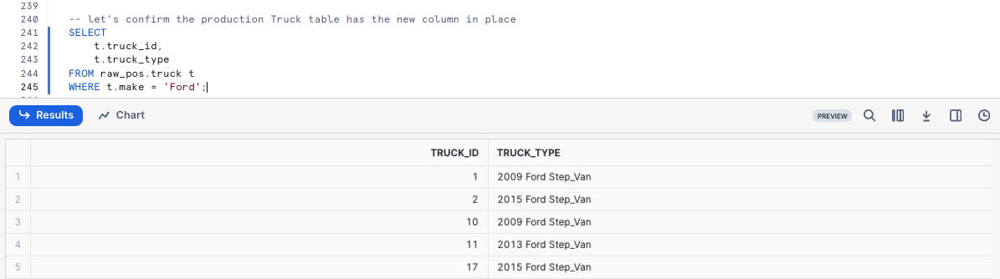 239
240 -- let's confirm the production Truck table has the new column in place
241 SELECT
242 t.truck_id,
243 t.truck_type
244 FROM raw_pos.truck t
245 WHERE t.make = 'Ford';
Results Chart PREVIEW
TRUCK_ID TRUCK_TYPE
1 1 2009 Ford Step_Van
2 2 2015 Ford Step_Van
3 10 2009 Ford Step_Van
4 11 2013 Ford Step_Van
5 17 2015 Ford Step_Van